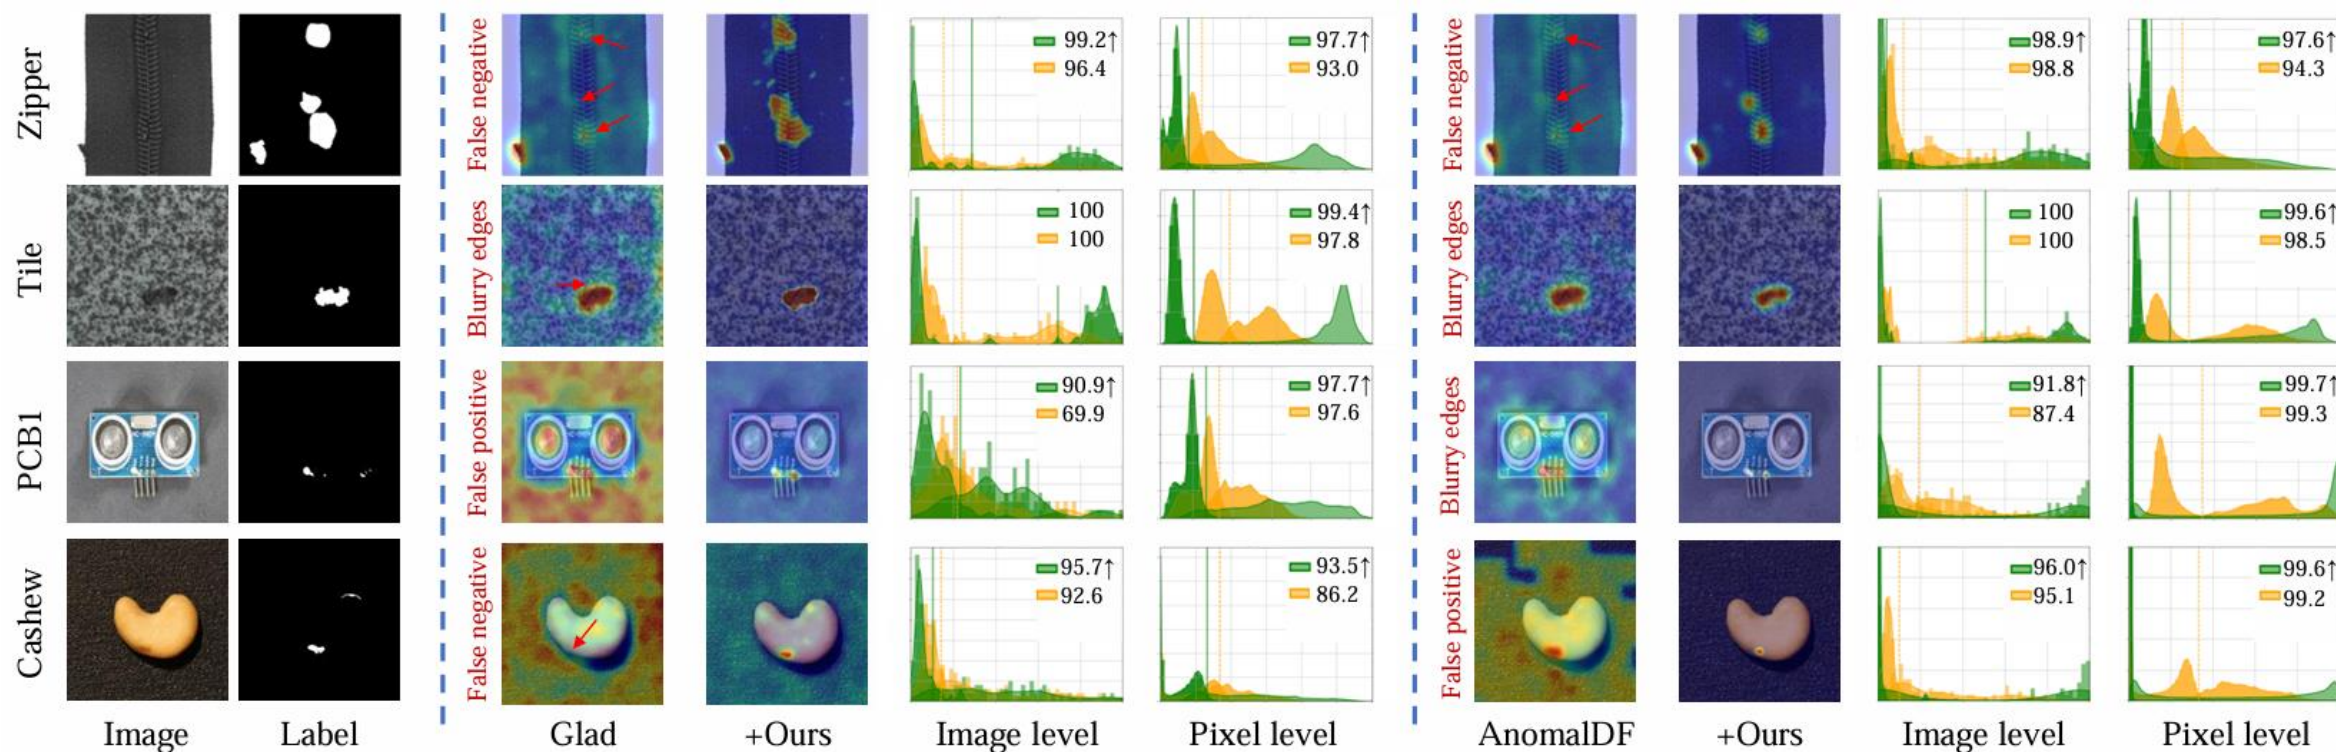 Zipper
False negative
99.2↑
96.4
97.7↑
93.0
False negative
98.9↑
98.8
97.6↑
94.3
Tile
Blurry edges
100
100
99.4↑
97.8
Blurry edges
100
100
99.6↑
98.5
PCB1
False positive
90.9↑
69.9
97.7↑
97.6
Blurry edges
91.8↑
87.4
99.7↑
99.3
Cashew
False negative
95.7↑
92.6
93.5↑
86.2
False positive
96.0↑
95.1
99.6↑
99.2
Image Label Glad +Ours Image level Pixel level AnomalDF +Ours Image level Pixel level